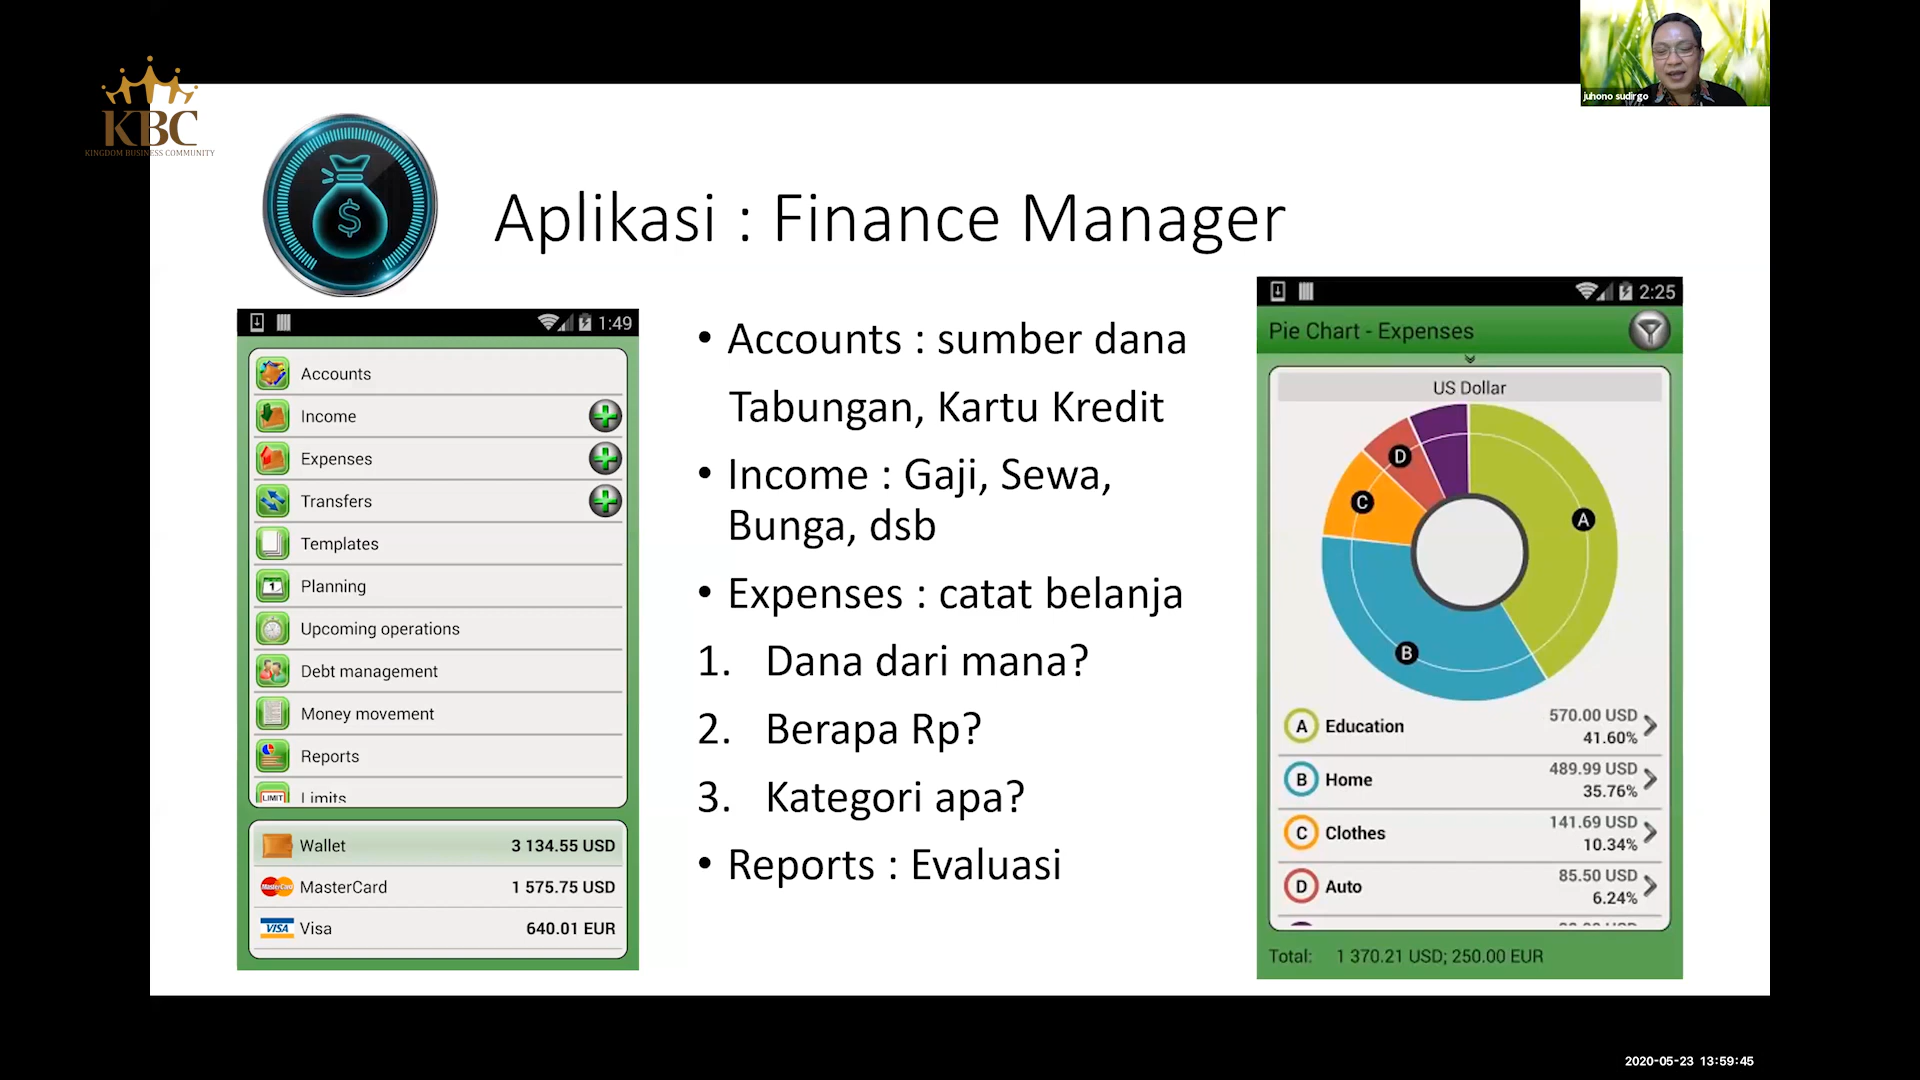 KBC
KINGDOM BUSINESS COMMUNITY
juhono sudirgo
Aplikasi : Finance Manager
1:49
Accounts
Income
Expenses
Transfers
Templates
Planning
Upcoming operations
Debt management
Money movement
Reports
LIMIT Limits
Wallet 3 134.55 USD
MasterCard MasterCard 1 575.75 USD
VISA Visa 640.01 EUR
• Accounts : sumber dana
Tabungan, Kartu Kredit
• Income : Gaji, Sewa,
Bunga, dsb
• Expenses : catat belanja
1. Dana dari mana?
2. Berapa Rp?
3. Kategori apa?
• Reports : Evaluasi
2:25
Pie Chart - Expenses
US Dollar
A
B
C
D
A Education 570.00 USD
41.60%
B Home 489.99 USD
35.76%
C Clothes 141.69 USD
10.34%
D Auto 85.50 USD
6.24%
Total: 1 370.21 USD; 250.00 EUR
2020-05-23 13:59:45